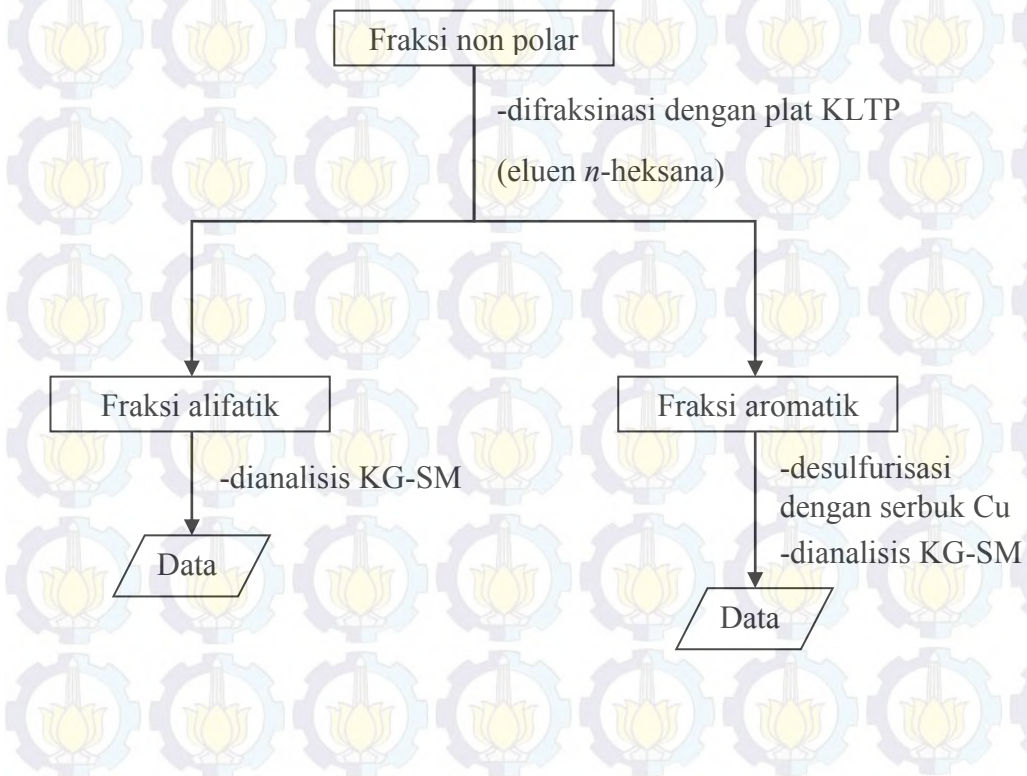 Fraksi non polar
-difraksinasi dengan plat KLTP
(eluen n-heksana)
Fraksi alifatik
-dianalisis KG-SM
Data
Fraksi aromatik
-desulfurisasi
dengan serbuk Cu
-dianalisis KG-SM
Data